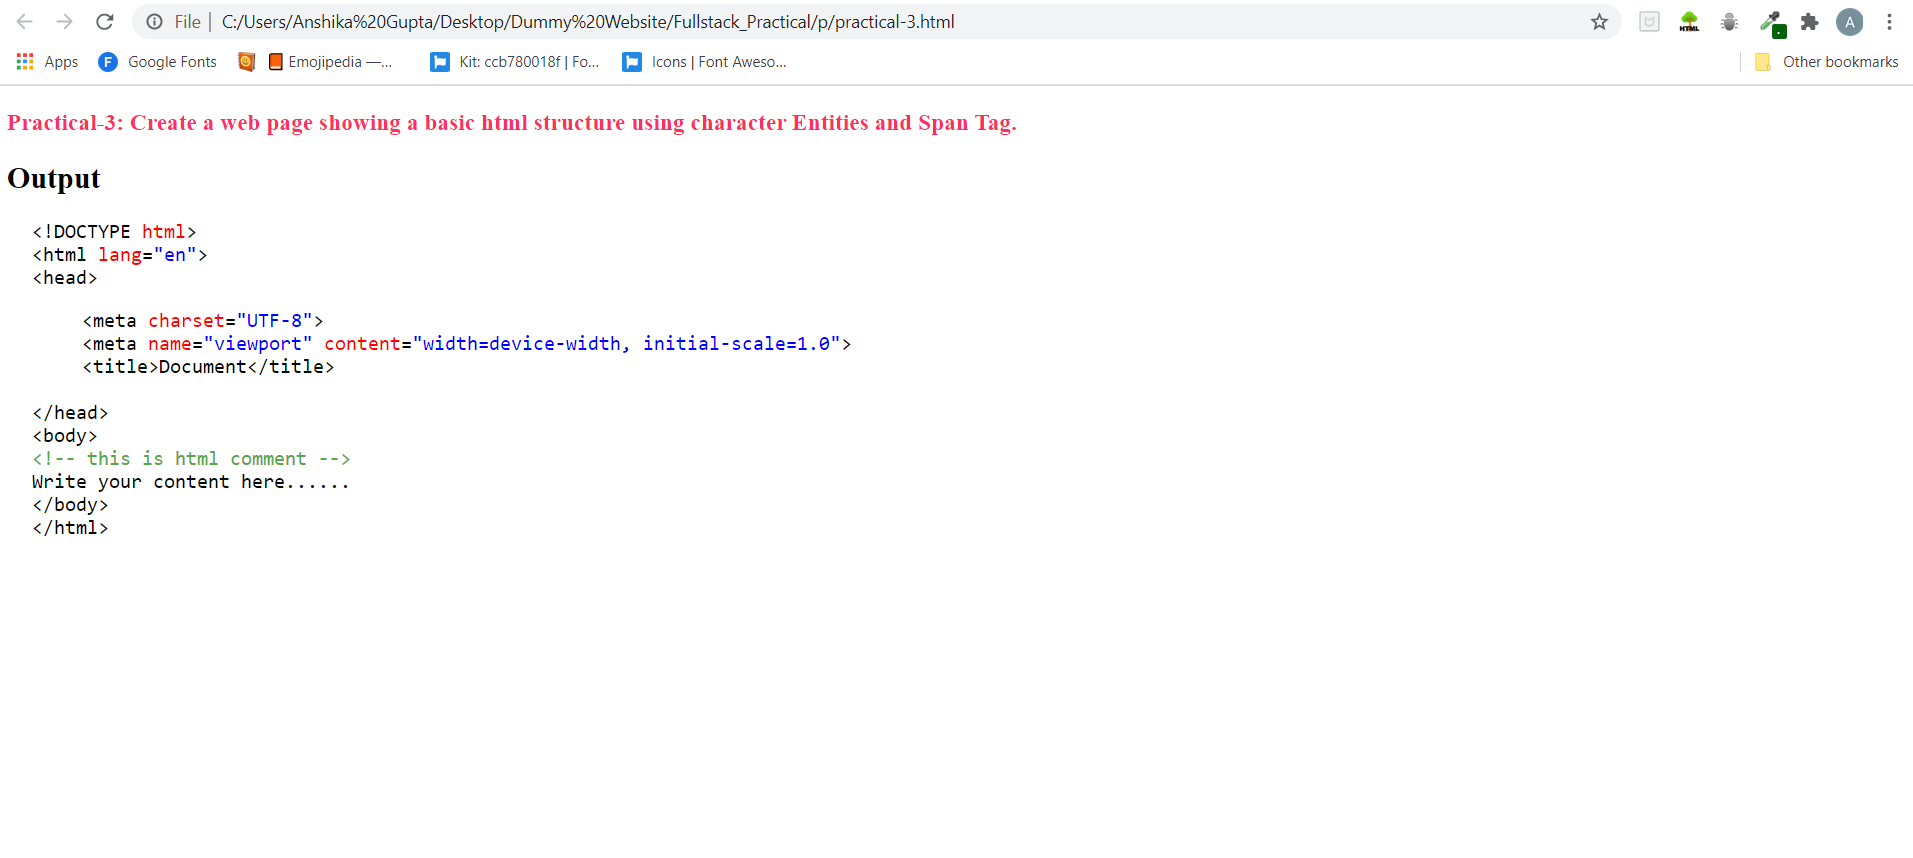 File | C:/Users/Anshika%20Gupta/Desktop/Dummy%20Website/Fullstack_Practical/p/practical-3.html HTML A
Apps F Google Fonts Emojipedia —... Kit: ccb780018f | Fo... Icons | Font Aweso... Other bookmarks
Practical-3: Create a web page showing a basic html structure using character Entities and Span Tag.
Output
<!DOCTYPE html>
<html lang="en">
<head>
<meta charset="UTF-8">
<meta name="viewport" content="width=device-width, initial-scale=1.0">
<title>Document</title>
</head>
<body>
<!-- this is html comment -->
Write your content here......
</body>
</html>